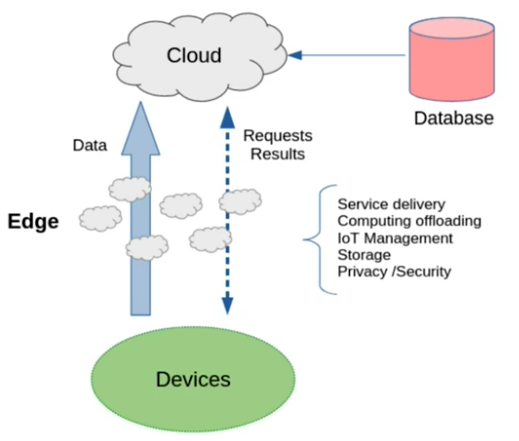 Cloud
Database
Data
Requests
Results
Edge
Service delivery
Computing offloading
IoT Management
Storage
Privacy /Security
Devices